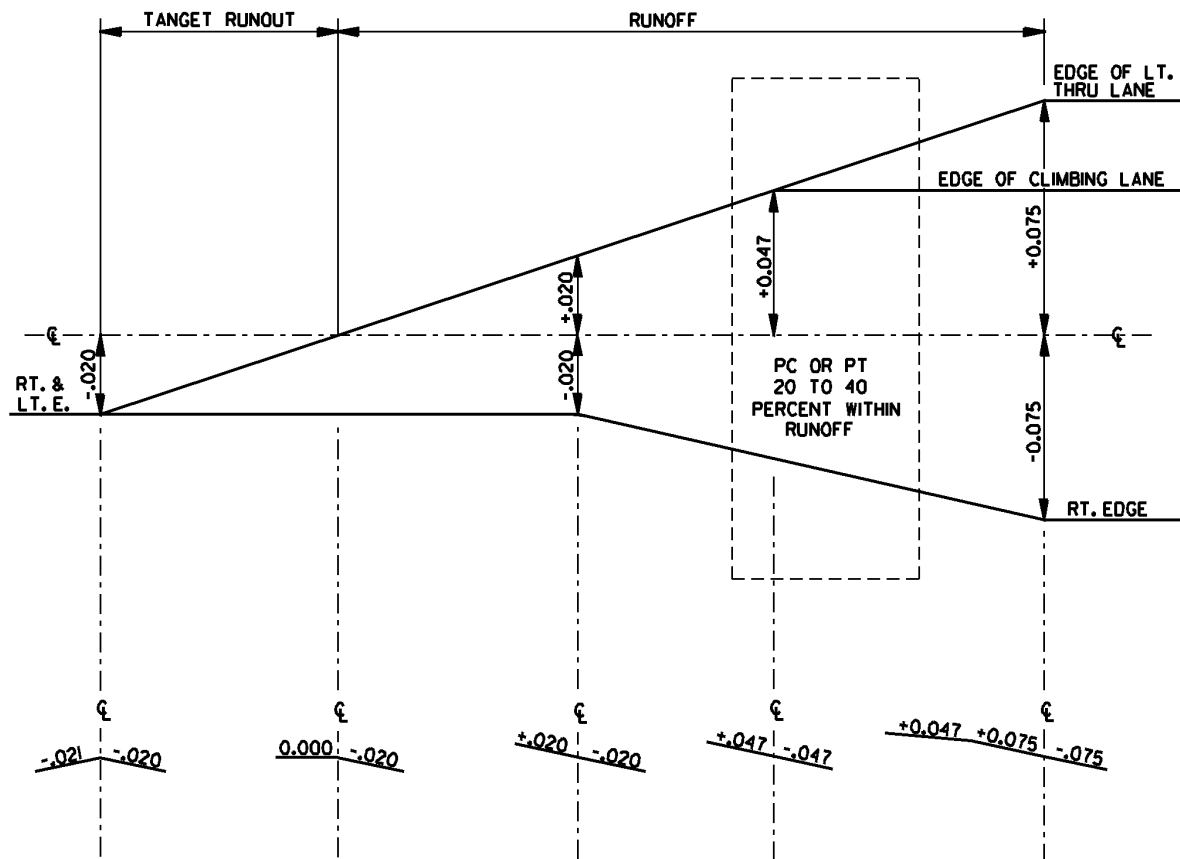 TANGET RUNOUT
RUNOFF
EDGE OF LT.
THRU LANE
EDGE OF CLIMBING LANE
+0.047
+0.075
+.020
℄
℄
-.020
-.020
RT. &
LT. E.
PC OR PT
20 TO 40
PERCENT WITHIN
RUNOFF
-0.075
RT. EDGE
℄
℄
℄
℄
℄
-.021
-.020
0.000
-.020
+.020
-.020
+.047
-.047
+0.047
+0.075
-.075